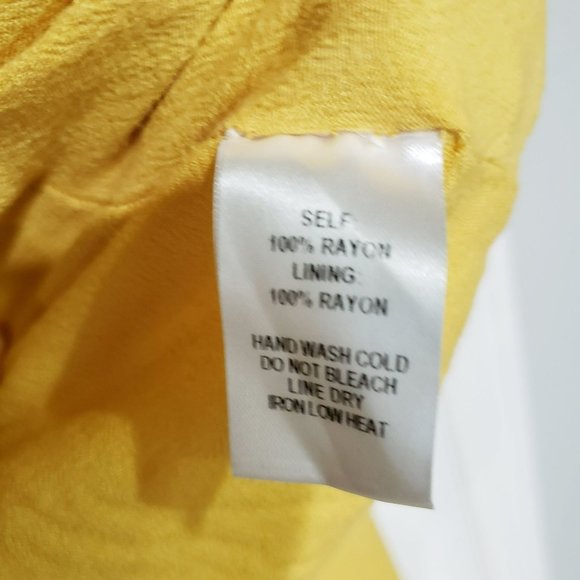 SELF:
100% RAYON
LINING:
100% RAYON
HAND WASH COLD
DO NOT BLEACH
LINE DRY
IRON LOW HEAT